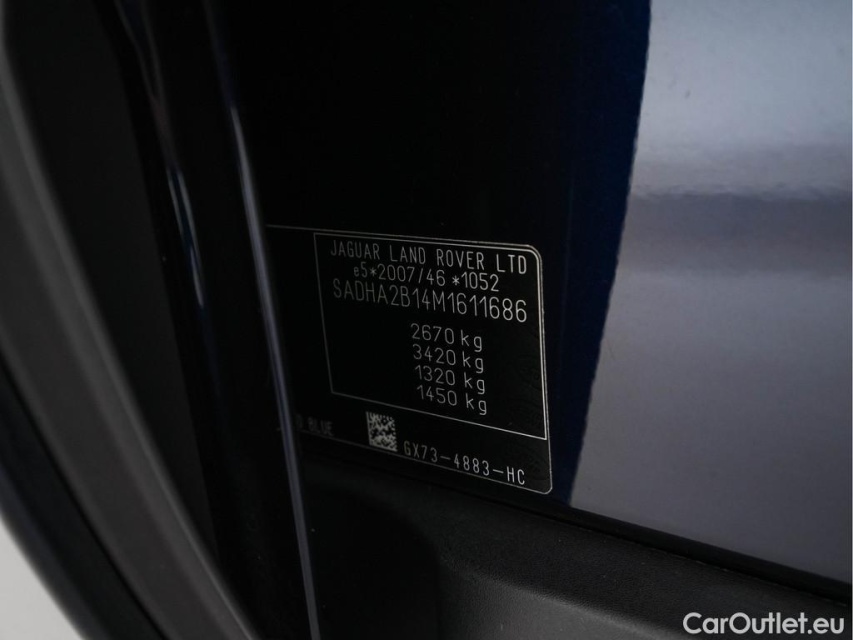 JAGUAR LAND ROVER LTD
e5*2007/46 *1052
SADHA2B14M1611686
2670 kg
3420 kg
1320 kg
1450 kg
BLUE
GX73-4883-HC
CarOutlet.eu